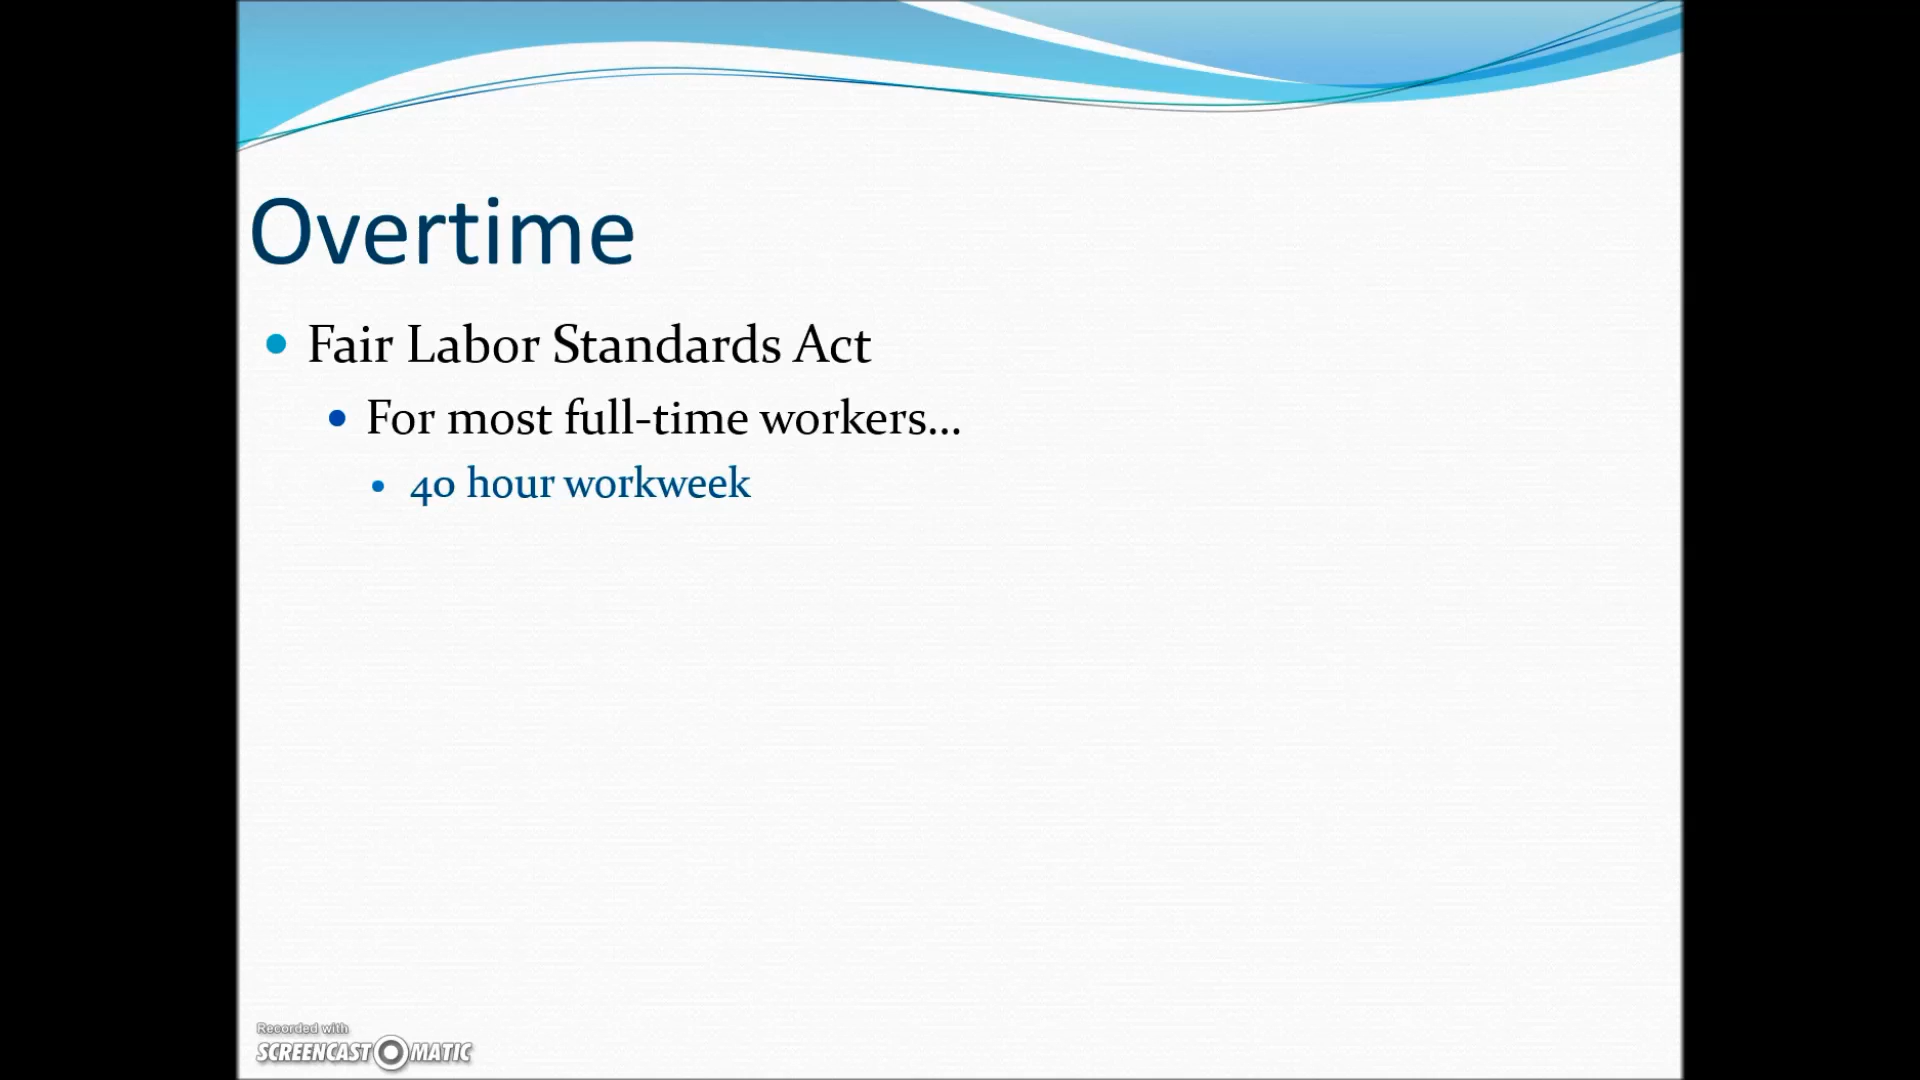 Overtime
Fair Labor Standards Act
For most full-time workers...
40 hour workweek
Recorded with
SCREENCAST-O-MATIC